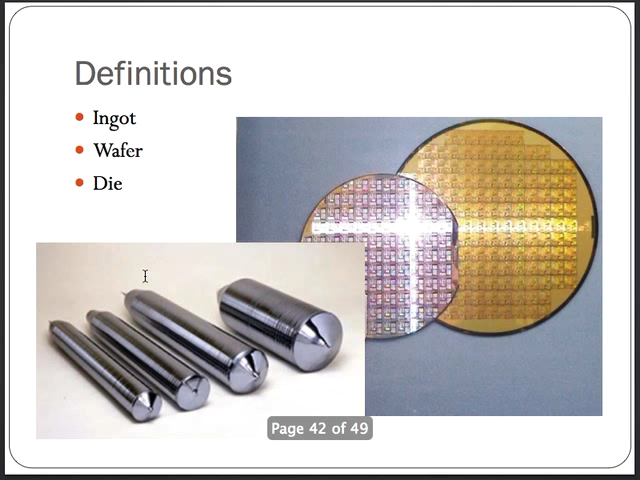 Definitions
Ingot
Wafer
Die
Page 42 of 49